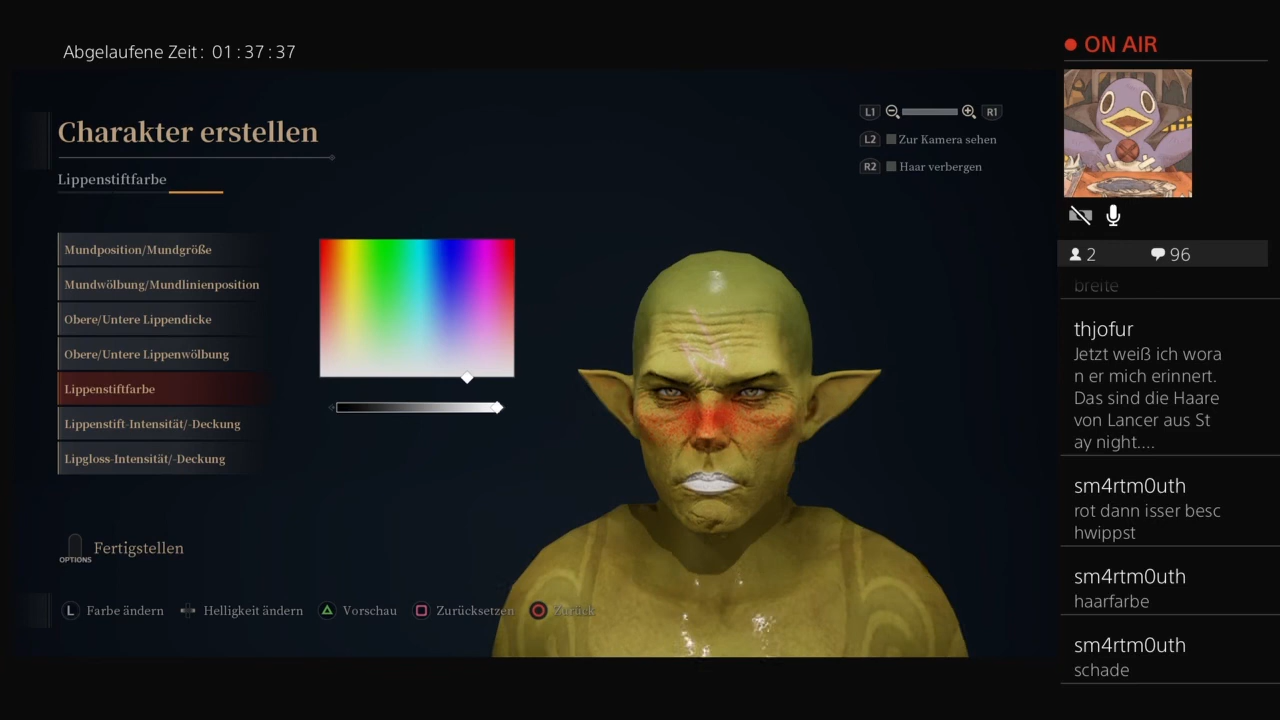 Abgelaufene Zeit: 01:37:37
ON AIR
L1
R1
Charakter erstellen
L2 Zur Kamera sehen
R2 Haar verbergen
Lippenstiftfarbe
Mundposition/Mundgröße
Mundwölbung/Mundlinienposition
Obere/Untere Lippendicke
Obere/Untere Lippenwölbung
Lippenstiftfarbe
Lippenstift-Intensität/-Deckung
Lipgloss-Intensität/-Deckung
OPTIONS Fertigstellen
L Farbe ändern Helligkeit ändern Vorschau Zurücksetzen Zurück
2 96
breite
thjofur
Jetzt weiß ich wora
n er mich erinnert.
Das sind die Haare
von Lancer aus St
ay night....
sm4rtm0uth
rot dann isser besc
hwippst
sm4rtm0uth
haarfarbe
sm4rtm0uth
schade